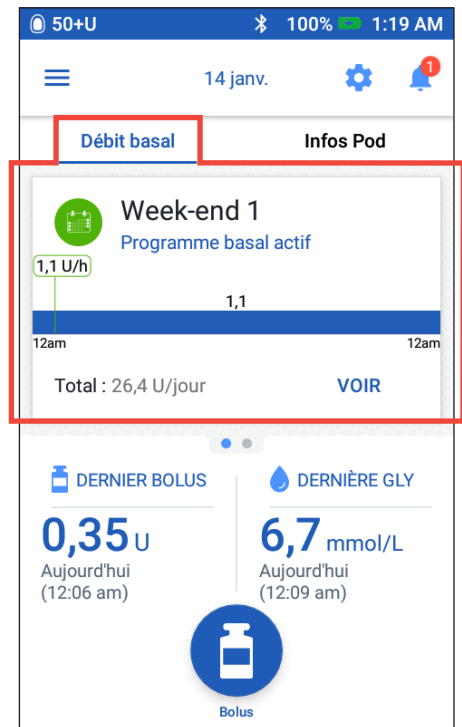 50+U 100% 1:19 AM
14 janv. 1
Débit basal Infos Pod
Week-end 1
Programme basal actif
1,1 U/h
1,1
12am 12am
Total : 26,4 U/jour VOIR
DERNIER BOLUS DERNIÈRE GLY
0,35 U 6,7 mmol/L
Aujourd'hui Aujourd'hui
(12:06 am) (12:09 am)
Bolus